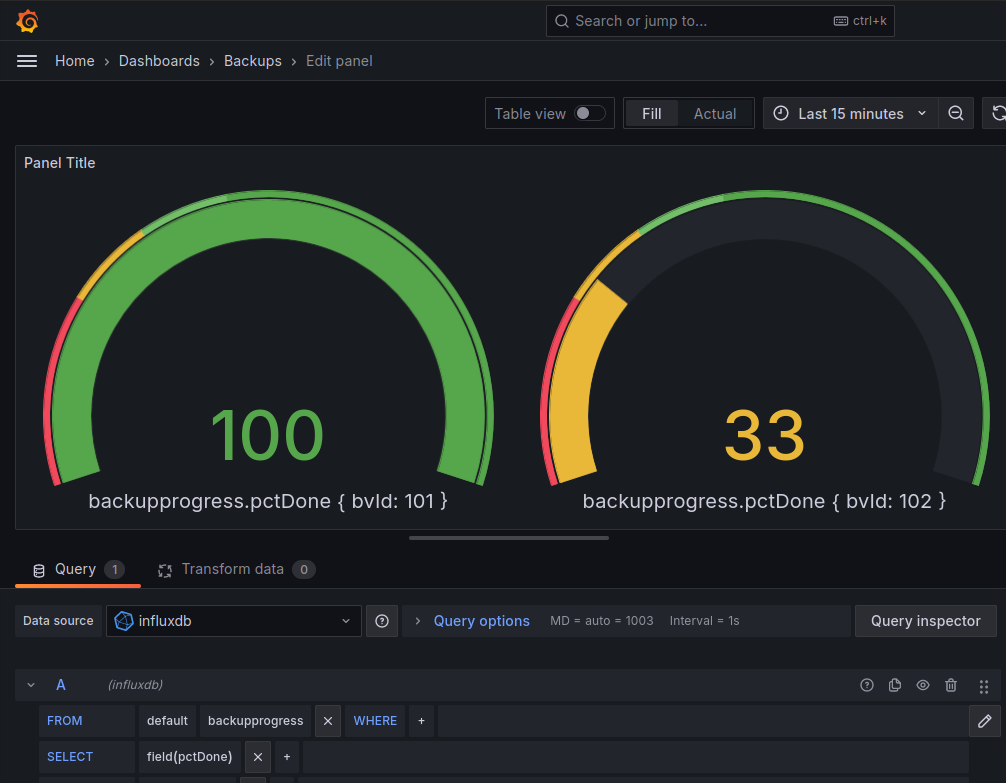 Search or jump to... ctrl+k
Home › Dashboards › Backups › Edit panel
Table view Fill Actual Last 15 minutes
Panel Title
100 33
backupprogress.pctDone { bvId: 101 } backupprogress.pctDone { bvId: 102 }
Query 1 Transform data 0
Data source influxdb › Query options MD = auto = 1003 Interval = 1s Query inspector
A (influxdb)
FROM default backupprogress × WHERE +
SELECT field(pctDone) × +